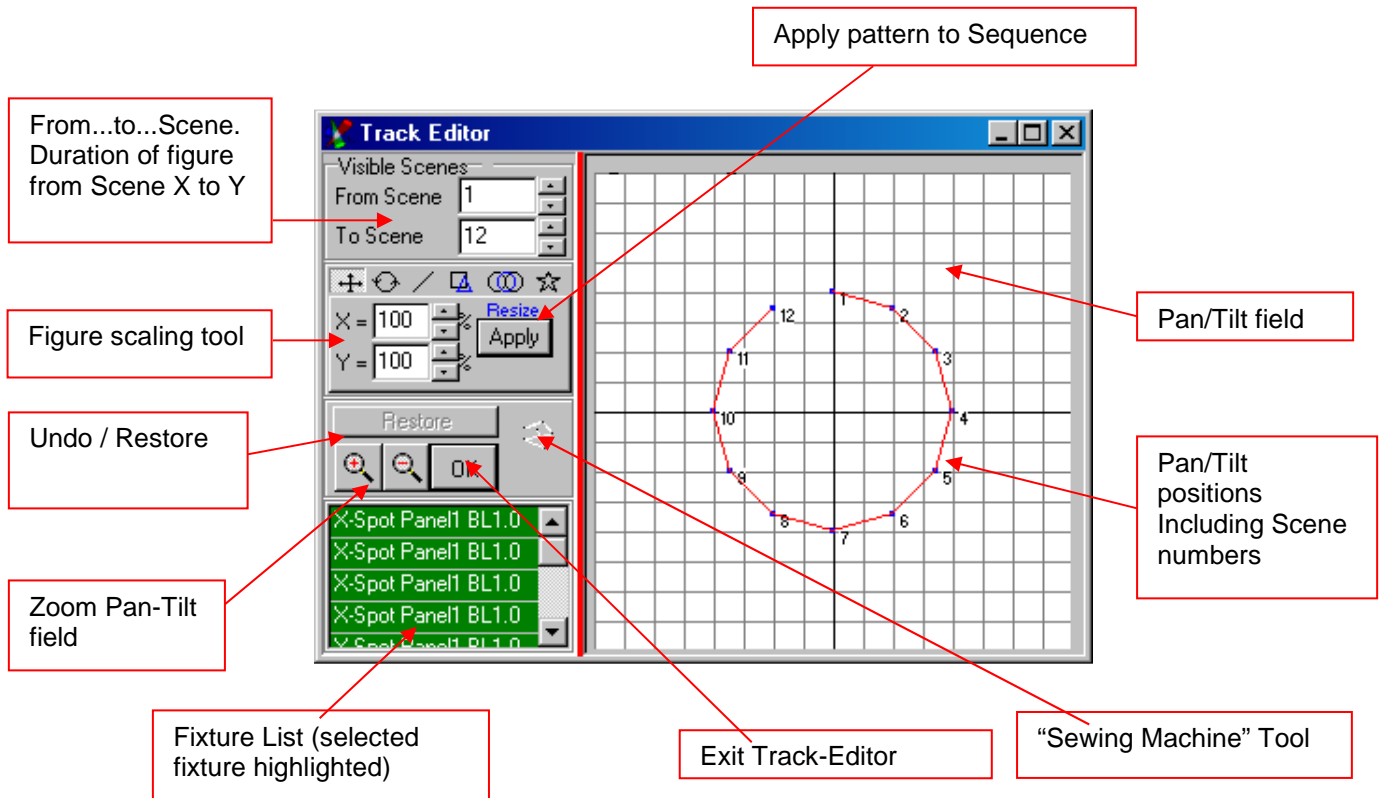 Apply pattern to Sequence
From...to...Scene.
Duration of figure
from Scene X to Y
Track Editor
Visible Scenes
From Scene 1
To Scene 12
Figure scaling tool
X = 100 %
Resize
Apply
Y = 100 %
Undo / Restore
Restore
OK
X-Spot Panel1 BL1.0
X-Spot Panel1 BL1.0
X-Spot Panel1 BL1.0
X-Spot Panel1 BL1.0
X-Spot Panel1 BL1.0
1
2
3
4
5
6
7
8
9
10
11
12
Pan/Tilt field
Pan/Tilt
positions
Including Scene
numbers
Zoom Pan-Tilt
field
Fixture List (selected
fixture highlighted)
Exit Track-Editor
“Sewing Machine” Tool